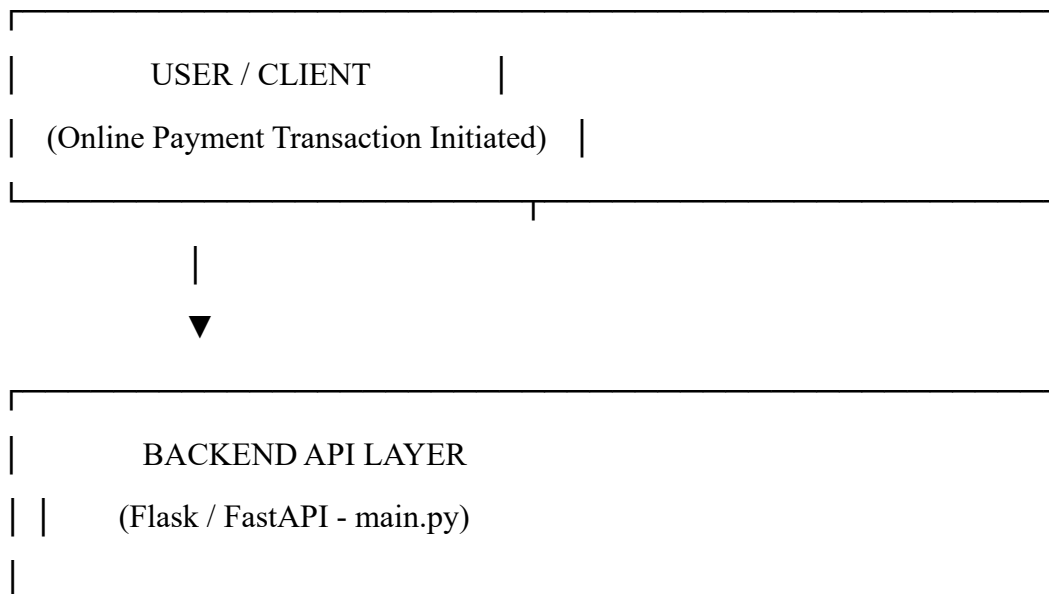 USER / CLIENT
(Online Payment Transaction Initiated)
▼
BACKEND API LAYER
(Flask / FastAPI - main.py)